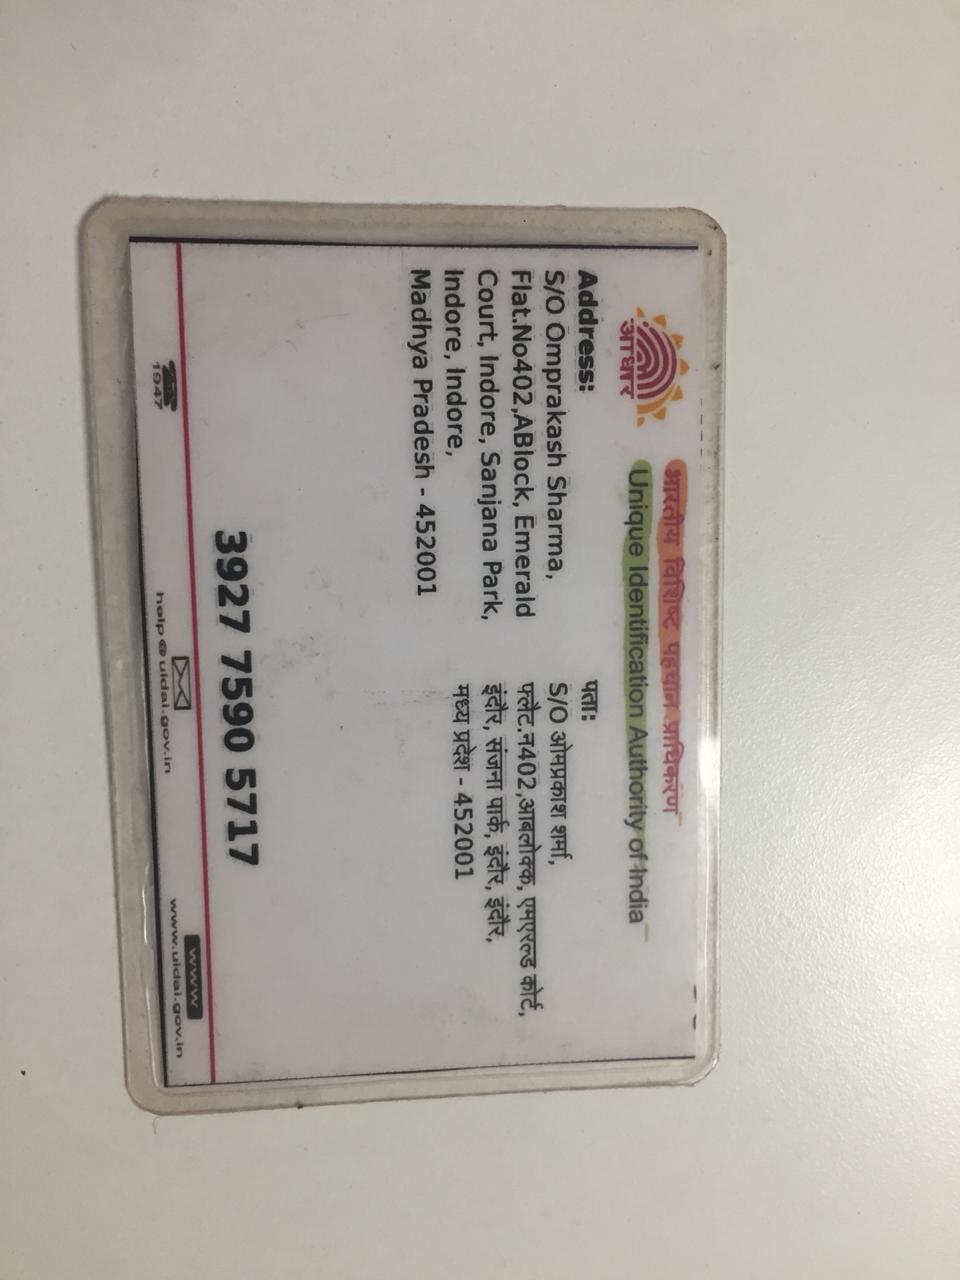 आधार
भारतीय विशिष्ट पहचान प्राधिकरण
Unique Identification Authority of India
Address:
S/O Omprakash Sharma,
Flat.No402,ABlock, Emerald
Court, Indore, Sanjana Park,
Indore, Indore,
Madhya Pradesh - 452001
पता:
S/O ओमप्रकाश शर्मा,
फ्लैट.न402,आबलोक्क, एमएरल्ड कोर्ट,
इंदौर, संजना पार्क, इंदौर, इंदौर,
मध्य प्रदेश - 452001
3927 7590 5717
1947
help@uidai.gov.in
www
www.uidai.gov.in